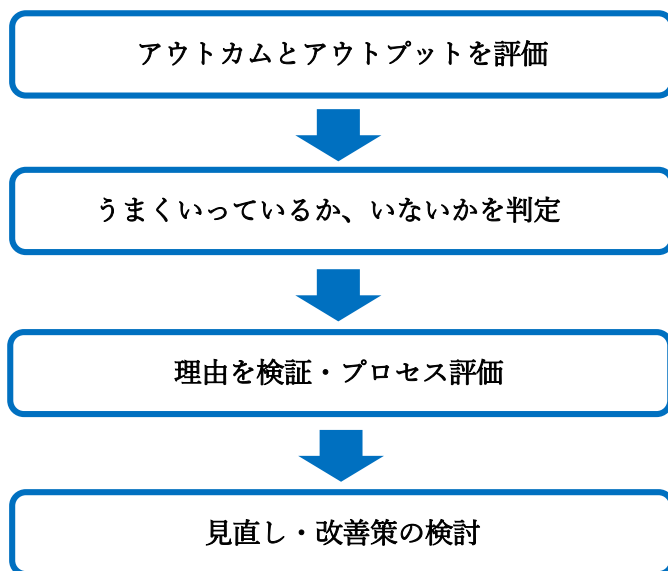 アウトカムとアウトプットを評価
うまくいっているか、いないかを判定
理由を検証・プロセス評価
見直し・改善策の検討